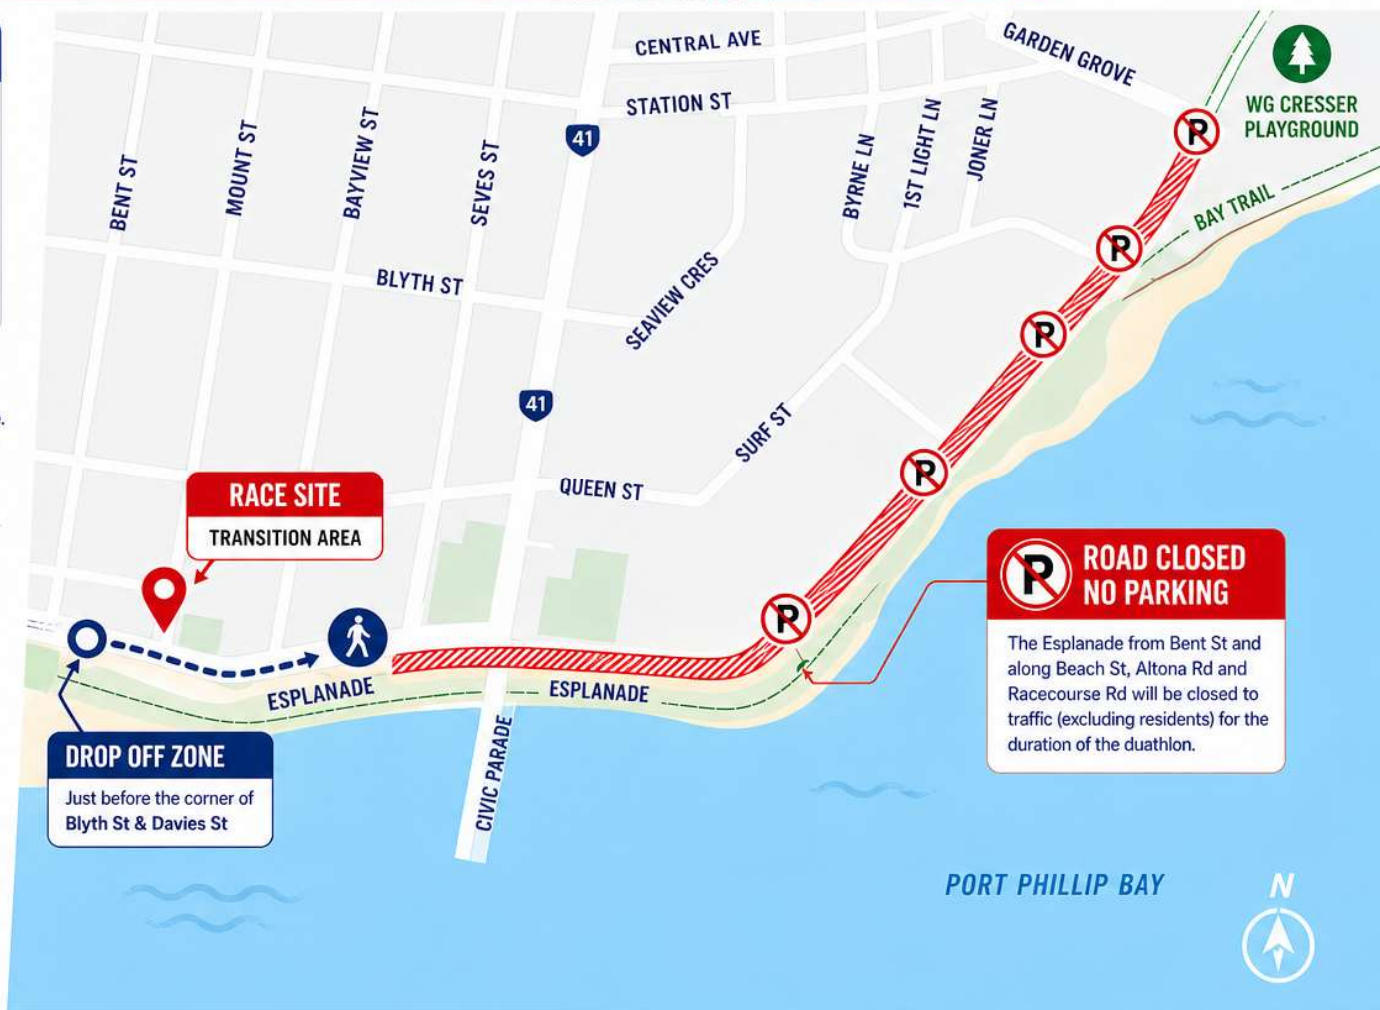 CENTRAL AVE
GARDEN GROVE
STATION ST
WG CRESSER
PLAYGROUND
41
BENT ST
MOUNT ST
BAYVIEW ST
SEVES ST
BYRNE LN
1ST LIGHT LN
JONER LN
P
BAY TRAIL
P
BLYTH ST
SEAVIEW CRES
P
41
SURF ST
P
QUEEN ST
RACE SITE
TRANSITION AREA
P
P
ROAD CLOSED
NO PARKING
The Esplanade from Bent St and
along Beach St, Altona Rd and
Racecourse Rd will be closed to
traffic (excluding residents) for the
duration of the duathlon.
ESPLANADE
ESPLANADE
DROP OFF ZONE
Just before the corner of
Blyth St & Davies St
CIVIC PARADE
PORT PHILLIP BAY
N